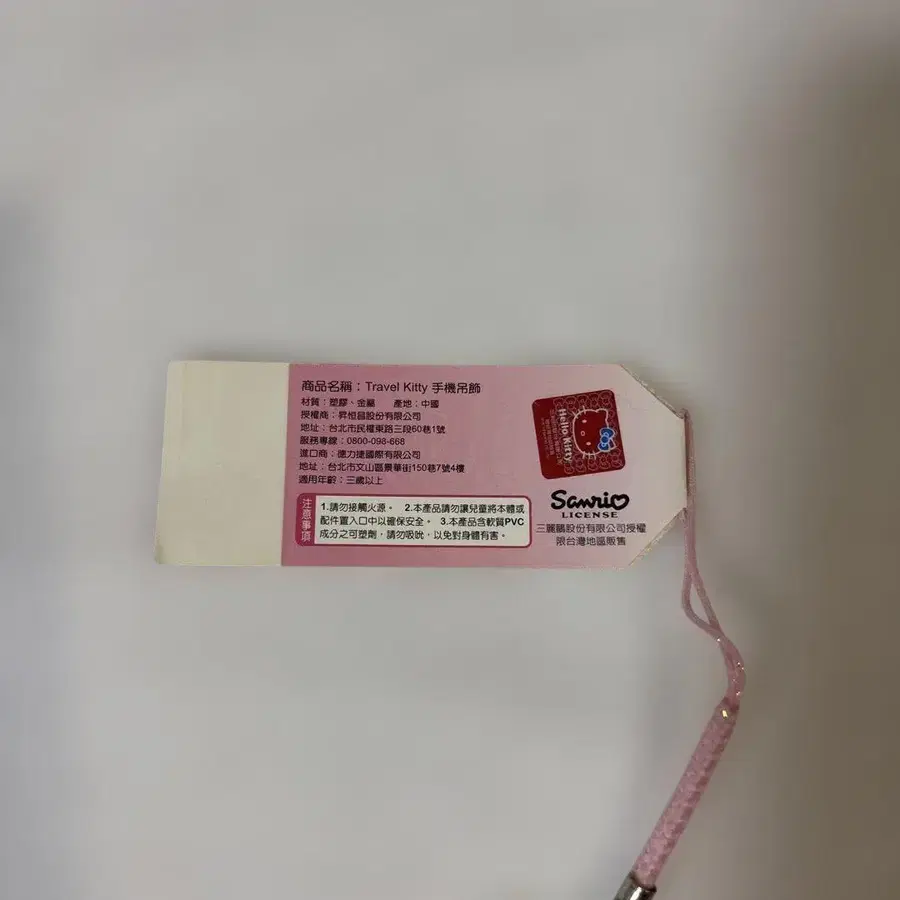 商品名稱：Travel Kitty 手機吊飾
材質：塑膠、金屬　產地：中國
授權商：昇恒昌股份有限公司
地址：台北市民權東路三段60巷1號
服務專線：0800-098-668
進口商：德力捷國際有限公司
地址：台北市文山區景華街150巷7號4樓
適用年齡：三歲以上
注意事項
1.請勿接觸火源。 2.本產品請勿讓兒童將本體或
配件置入口中以確保安全。 3.本產品含軟質PVC
成分之可塑劑，請勿吸吮，以免對身體有害。
Hello Kitty
Sanrio
LICENSE
三麗鷗股份有限公司授權
限台灣地區販售